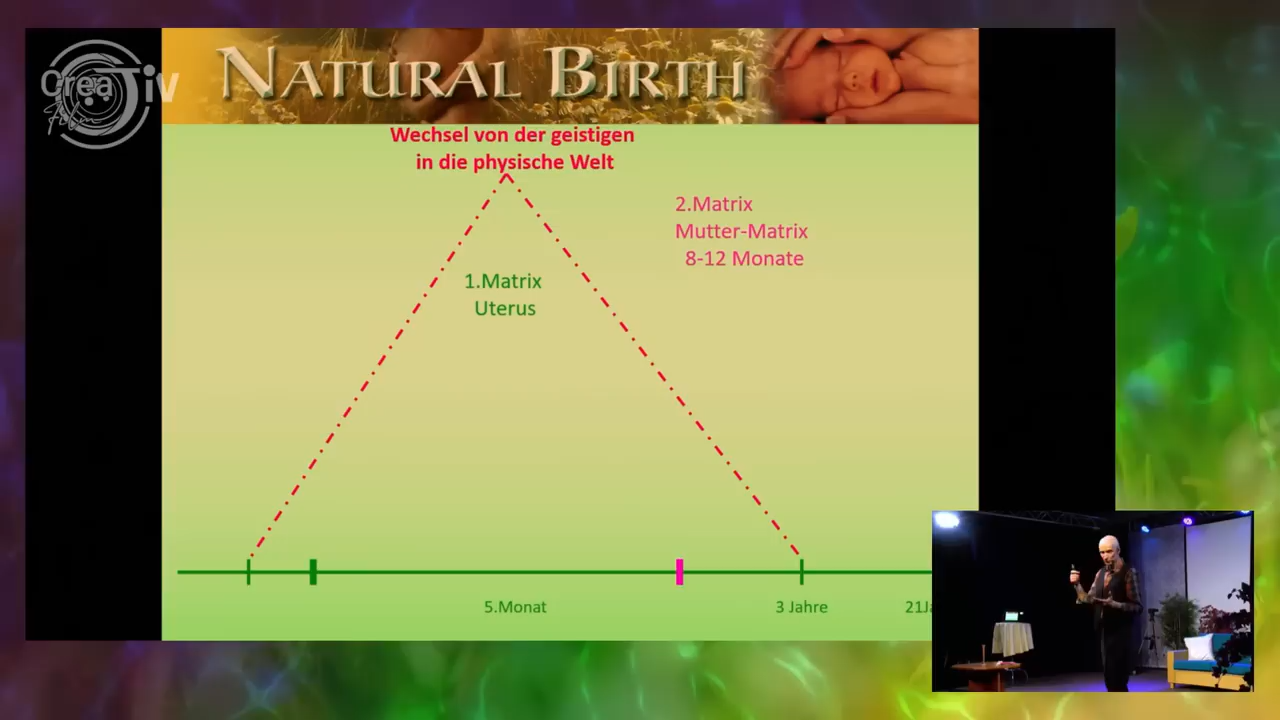 CreaTiv
Film
NATURAL BIRTH
Wechsel von der geistigen
in die physische Welt
2.Matrix
Mutter-Matrix
8-12 Monate
1.Matrix
Uterus
5.Monat
3 Jahre
21Ja